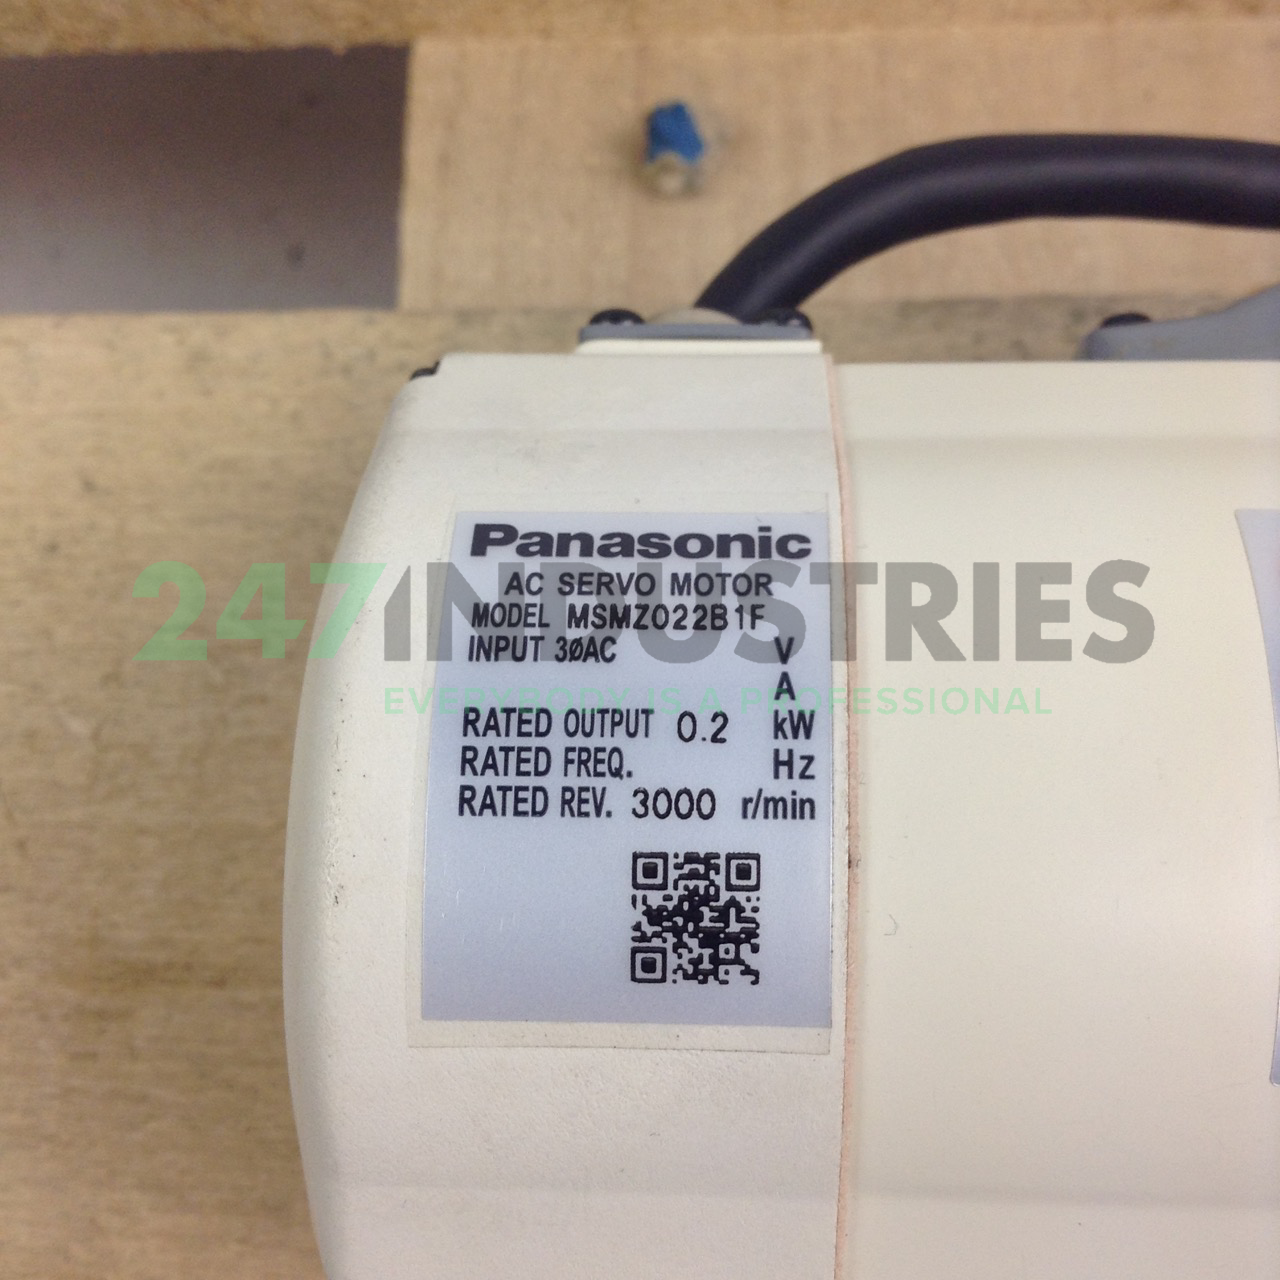 Panasonic
AC SERVO MOTOR
MODEL MSMZ022B1F
INPUT 3øAC V
A
RATED OUTPUT 0.2 kW
RATED FREQ. Hz
RATED REV. 3000 r/min
247INDUSTRIES
EVERYBODY IS A PROFESSIONAL